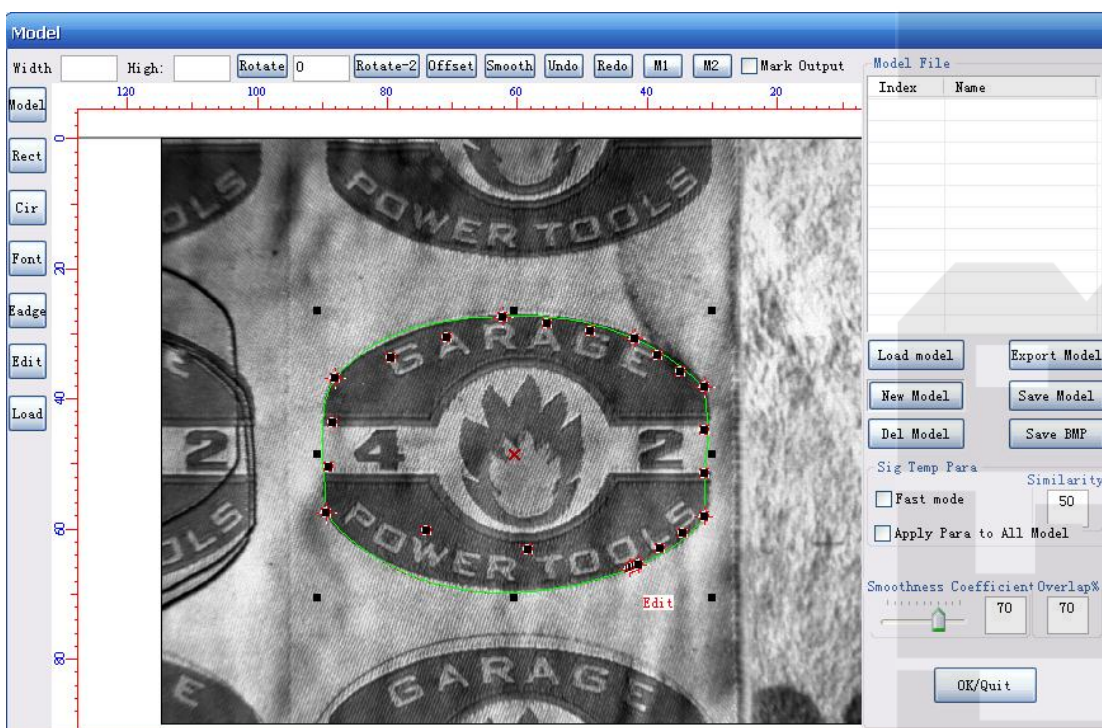 Model
Width High: Rotate 0 Rotate-2 Offset Smooth Undo Redo M1 M2 Mark Output
Model File
Index Name
120 100 80 60 40 20
Model
Rect
Cir
Font
Eadge
Edit
Load
0
20
40
60
80
POWER TOOLS
OLS
GARAGE
4 2
POWER TOOLS
2
OLS
Edit
E
GARAGE
Load model Export Model
New Model Save Model
Del Model Save BMP
Sig Temp Para
Similarity
Fast mode 50
Apply Para to All Model
Smoothness Coefficient Overlap%
70 70
OK/Quit